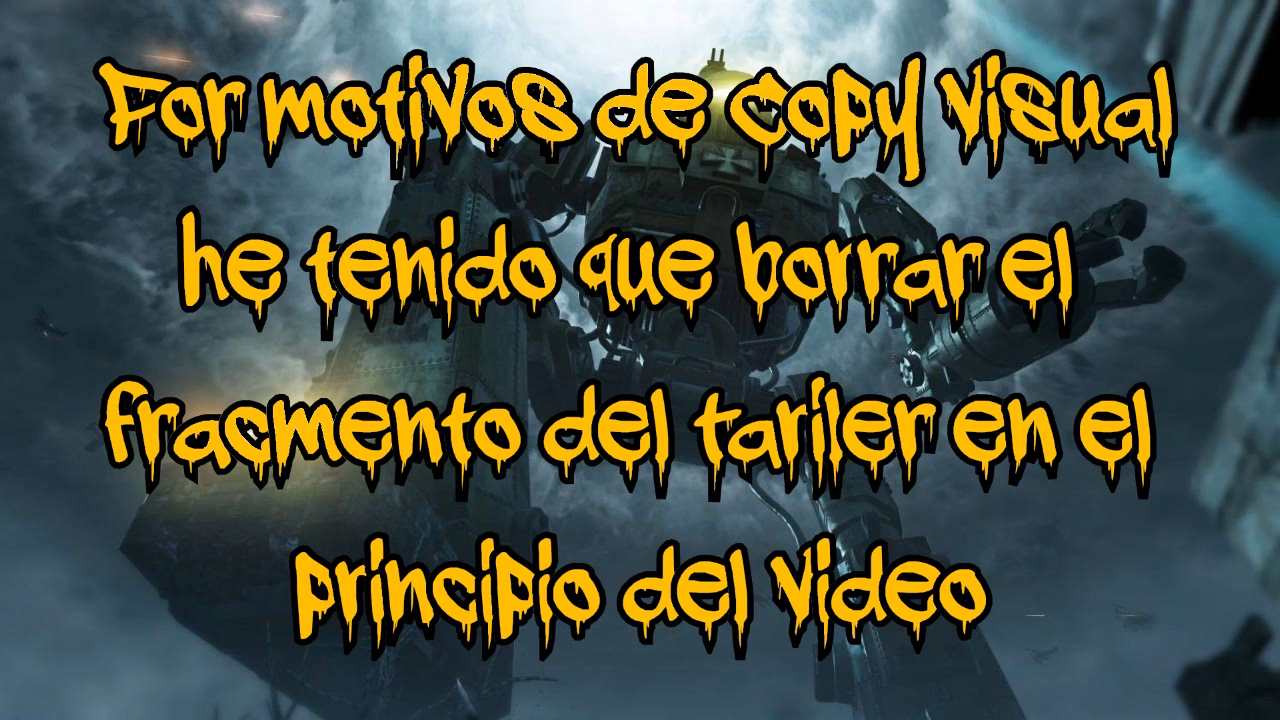 Por motivos de copy visual
he tenido que borrar el
fracmento del tariler en el
principio del video